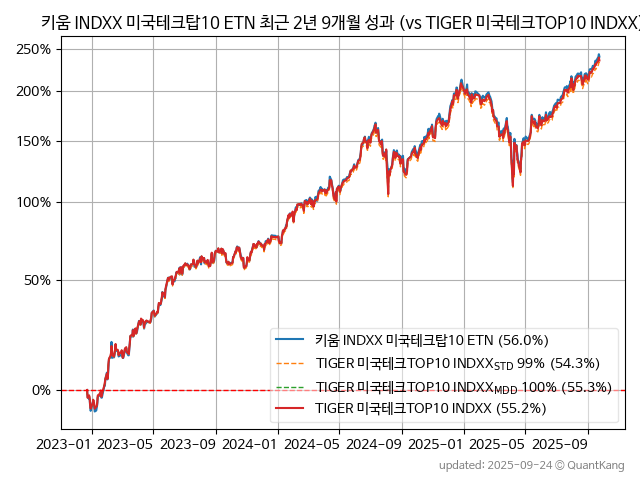 키움 INDXX 미국테크탑10 ETN 최근 2년 9개월 성과 (vs TIGER 미국테크TOP10 INDXX)
250%
200%
150%
100%
50%
0%
키움 INDXX 미국테크탑10 ETN (56.0%)
TIGER 미국테크TOP10 INDXX_STD 99% (54.3%)
TIGER 미국테크TOP10 INDXX_MDD 100% (55.3%)
TIGER 미국테크TOP10 INDXX (55.2%)
2023-01 2023-05 2023-09 2024-01 2024-05 2024-09 2025-01 2025-05 2025-09
updated: 2025-09-24 © QuantKang